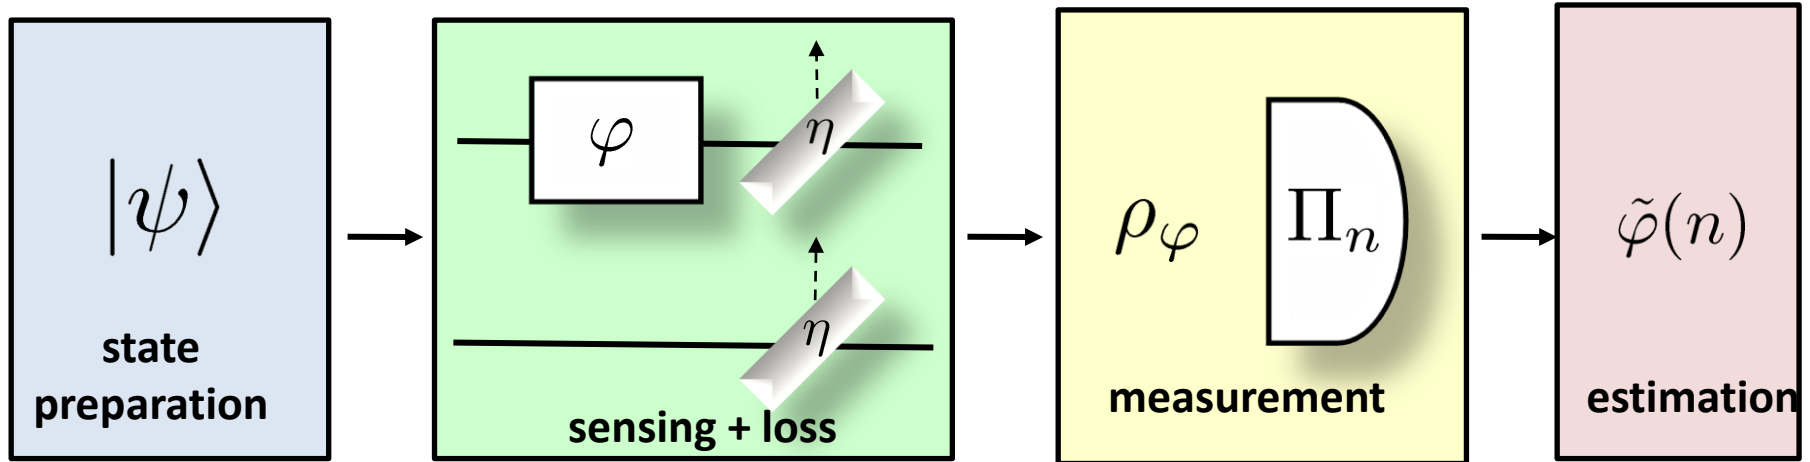 |ψ⟩
state
preparation
φ
η
η
sensing + loss
ρ_φ
Π_n
measurement
φ̃(n)
estimation